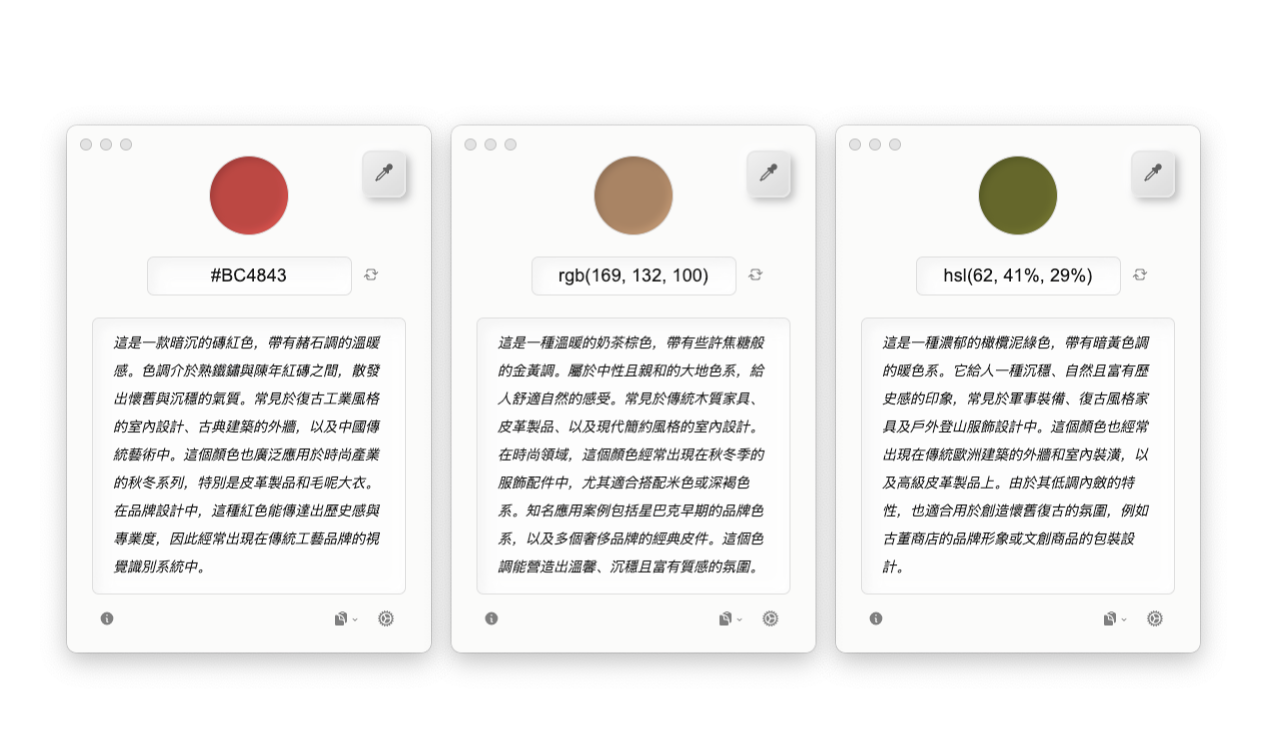 #BC4843
這是一款暗沉的磚紅色，帶有赭石調的溫暖
感。色調介於熟鐵鏽與陳年紅磚之間，散發
出懷舊與沉穩的氣質。常見於復古工業風格
的室內設計、古典建築的外牆，以及中國傳
統藝術中。這個顏色也廣泛應用於時尚產業
的秋冬系列，特別是皮革製品和毛呢大衣。
在品牌設計中，這種紅色能傳達出歷史感與
專業度，因此經常出現在傳統工藝品牌的視
覺識別系統中。
rgb(169, 132, 100)
這是一種溫暖的奶茶棕色，帶有些許焦糖般
的金黃調。屬於中性且親和的大地色系，給
人舒適自然的感受。常見於傳統木質家具、
皮革製品、以及現代簡約風格的室內設計。
在時尚領域，這個顏色經常出現在秋冬季的
服飾配件中，尤其適合搭配米色或深褐色
系。知名應用案例包括星巴克早期的品牌色
系，以及多個奢侈品牌的經典皮件。這個色
調能營造出溫馨、沉穩且富有質感的氛圍。
hsl(62, 41%, 29%)
這是一種濃郁的橄欖泥綠色，帶有暗黃色調
的暖色系。它給人一種沉穩、自然且富有歷
史感的印象，常見於軍事裝備、復古風格家
具及戶外登山服飾設計中。這個顏色也經常
出現在傳統歐洲建築的外牆和室內裝潢，以
及高級皮革製品上。由於其低調內斂的特
性，也適合用於創造懷舊復古的氛圍，例如
古董商店的品牌形象或文創商品的包裝設
計。